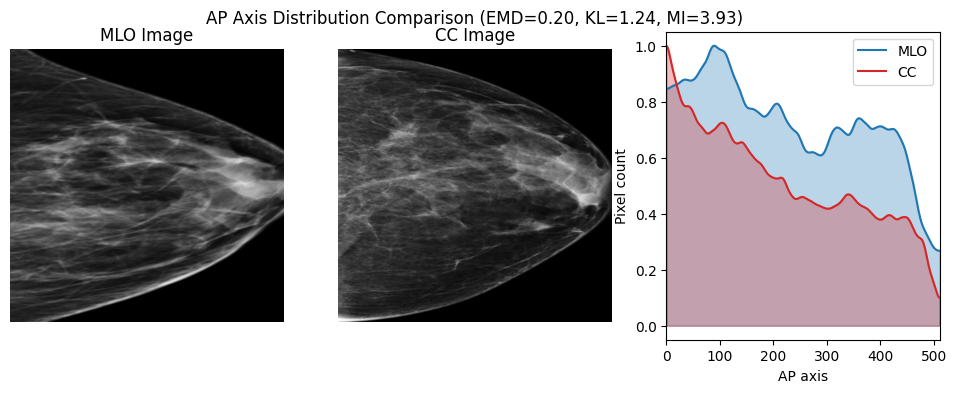 AP Axis Distribution Comparison (EMD=0.20, KL=1.24, MI=3.93)
MLO Image
CC Image
MLO
CC
Pixel count
1.0
0.8
0.6
0.4
0.2
0.0
0 100 200 300 400 500
AP axis